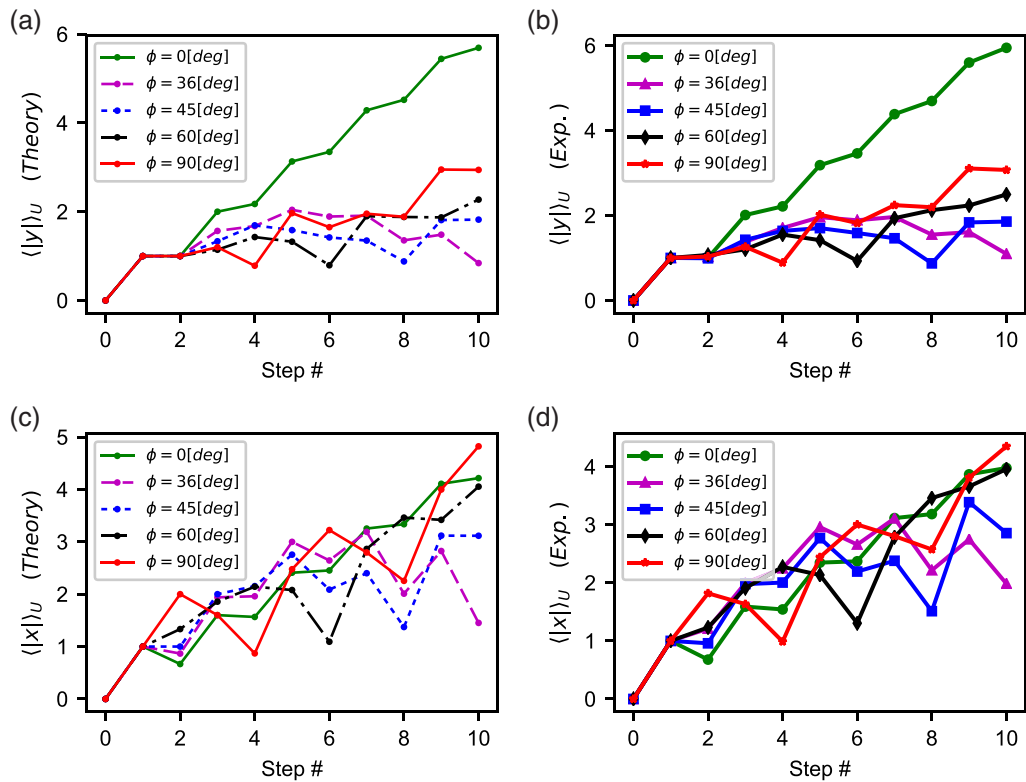 (a)
6
4
2
0
0 2 4 6 8 10
Step #
⟨|y|⟩U (Theory)
ϕ = 0[deg]
ϕ = 36[deg]
ϕ = 45[deg]
ϕ = 60[deg]
ϕ = 90[deg]
(b)
6
4
2
0
0 2 4 6 8 10
Step #
⟨|y|⟩U (Exp.)
ϕ = 0[deg]
ϕ = 36[deg]
ϕ = 45[deg]
ϕ = 60[deg]
ϕ = 90[deg]
(c)
5
4
3
2
1
0
0 2 4 6 8 10
Step #
⟨|x|⟩U (Theory)
ϕ = 0[deg]
ϕ = 36[deg]
ϕ = 45[deg]
ϕ = 60[deg]
ϕ = 90[deg]
(d)
4
3
2
1
0
0 2 4 6 8 10
Step #
⟨|x|⟩U (Exp.)
ϕ = 0[deg]
ϕ = 36[deg]
ϕ = 45[deg]
ϕ = 60[deg]
ϕ = 90[deg]